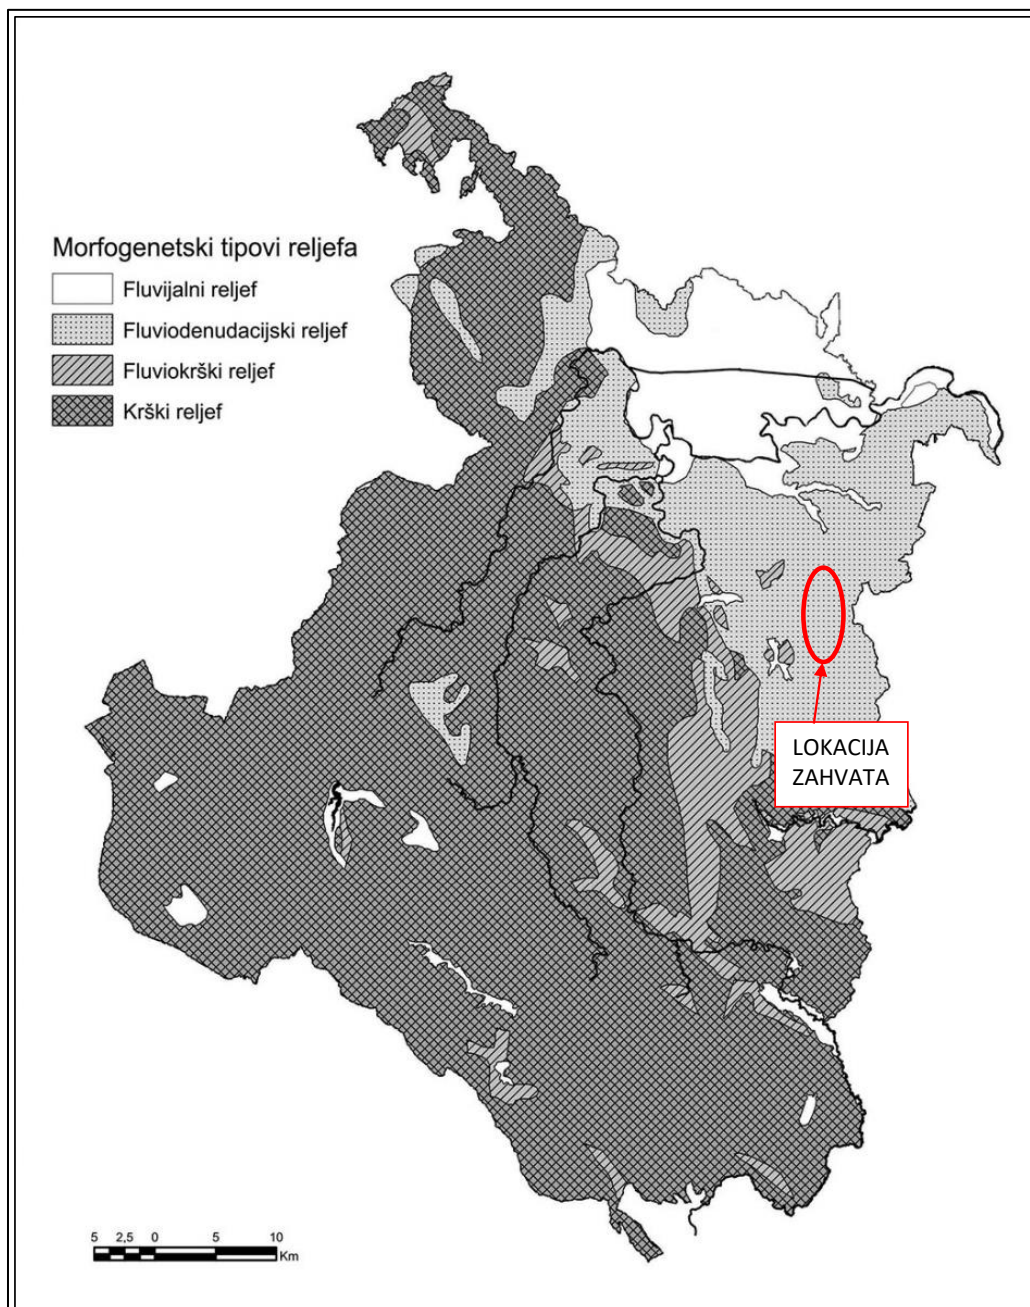 Morfogenetski tipovi reljefa
Fluvijalni reljef
Fluviodenudacijski reljef
Fluviokrški reljef
Krški reljef
LOKACIJA
ZAHVATA
5 2,5 0 5 10
Km